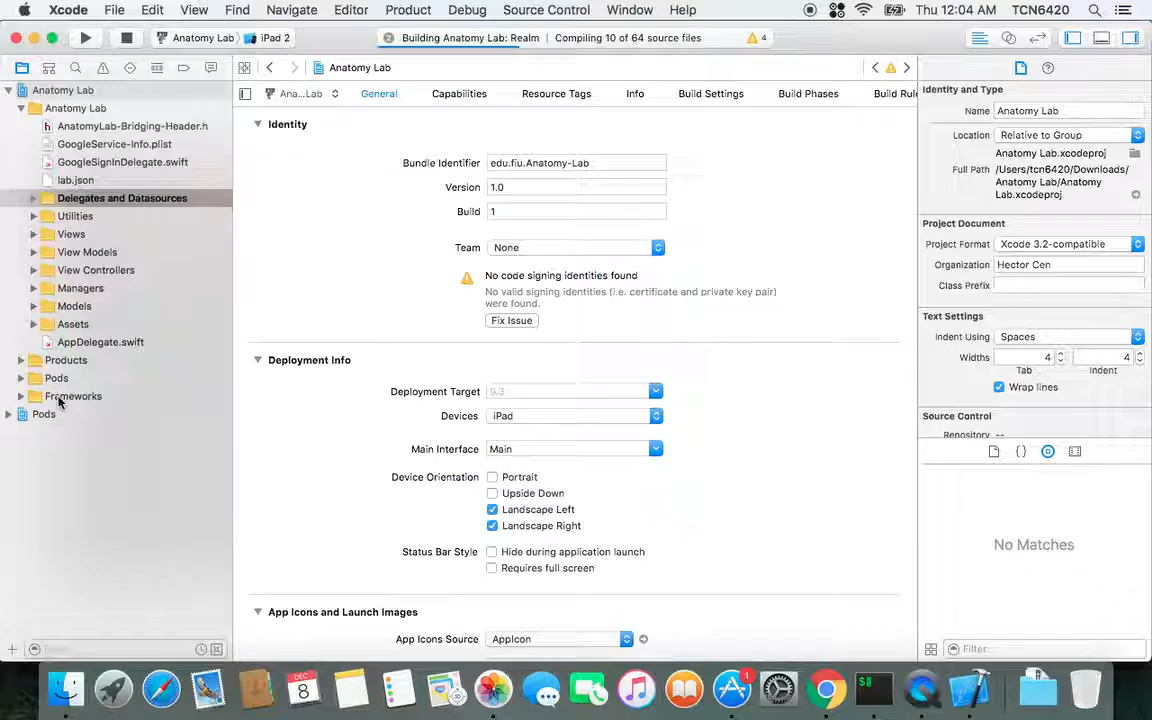 Xcode File Edit View Find Navigate Editor Product Debug Source Control Window Help Thu 12:04 AM TCN6420
Anatomy Lab iPad 2 Building Anatomy Lab: Realm Compiling 10 of 64 source files 4
Anatomy Lab
Ana...Lab General Capabilities Resource Tags Info Build Settings Build Phases Build Rul
Anatomy Lab
Anatomy Lab
AnatomyLab-Bridging-Header.h
GoogleService-Info.plist
GoogleSignInDelegate.swift
lab.json
Delegates and Datasources
Utilities
Views
View Models
View Controllers
Managers
Models
Assets
AppDelegate.swift
Products
Pods
Frameworks
Pods
Identity
Bundle Identifier edu.fiu.Anatomy-Lab
Version 1.0
Build 1
Team None
No code signing identities found
No valid signing identities (i.e. certificate and private key pair)
were found.
Fix Issue
Deployment Info
Deployment Target 9.3
Devices iPad
Main Interface Main
Device Orientation Portrait
Upside Down
Landscape Left
Landscape Right
Status Bar Style Hide during application launch
Requires full screen
App Icons and Launch Images
App Icons Source AppIcon
Identity and Type
Name Anatomy Lab
Location Relative to Group
Anatomy Lab.xcodeproj
Full Path /Users/tcn6420/Downloads/
Anatomy Lab/Anatomy
Lab.xcodeproj
Project Document
Project Format Xcode 3.2-compatible
Organization Hector Cen
Class Prefix
Text Settings
Indent Using Spaces
Widths 4 4
Tab Indent
Wrap lines
Source Control
Repository --
No Matches
Filter
DEC
8
1